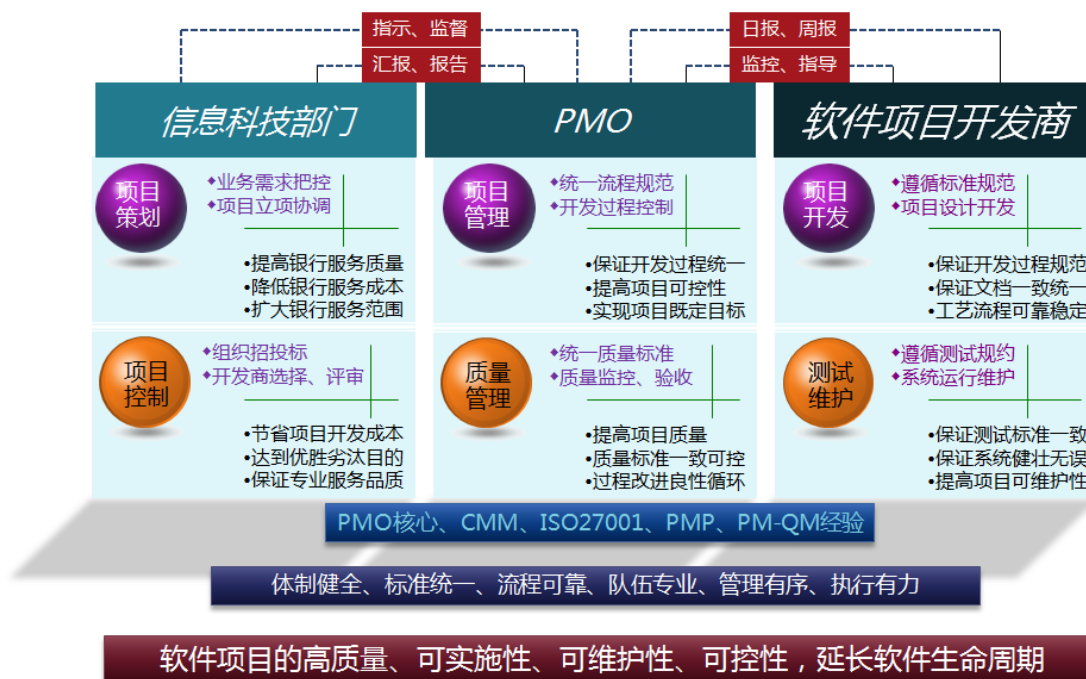 指示、监督
汇报、报告
日报、周报
监控、指导
信息科技部门
PMO
软件项目开发商
项目
策划
◆业务需求把控
◆项目立项协调
•提高银行服务质量
•降低银行服务成本
•扩大银行服务范围
项目
管理
◆统一流程规范
◆开发过程控制
•保证开发过程统一
•提高项目可控性
•实现项目既定目标
项目
开发
◆遵循标准规范
◆项目设计开发
•保证开发过程规范
•保证文档一致统一
•工艺流程可靠稳定
项目
控制
◆组织招投标
◆开发商选择、评审
•节省项目开发成本
•达到优胜劣汰目的
•保证专业服务品质
质量
管理
◆统一质量标准
◆质量监控、验收
•提高项目质量
•质量标准一致可控
•过程改进良性循环
测试
维护
◆遵循测试规约
◆系统运行维护
•保证测试标准一致
•保证系统健壮无误
•提高项目可维护性
PMO核心、CMM、ISO27001、PMP、PM-QM经验
体制健全、标准统一、流程可靠、队伍专业、管理有序、执行有力
软件项目的高质量、可实施性、可维护性、可控性，延长软件生命周期